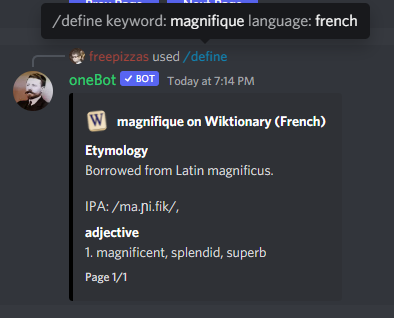 /define keyword: magnifique language: french
freepizzas used /define
oneBot ✓ BOT Today at 7:14 PM
W magnifique on Wiktionary (French)
Etymology
Borrowed from Latin magnificus.
IPA: /ma.ɲi.fik/,
adjective
1. magnificent, splendid, superb
Page 1/1